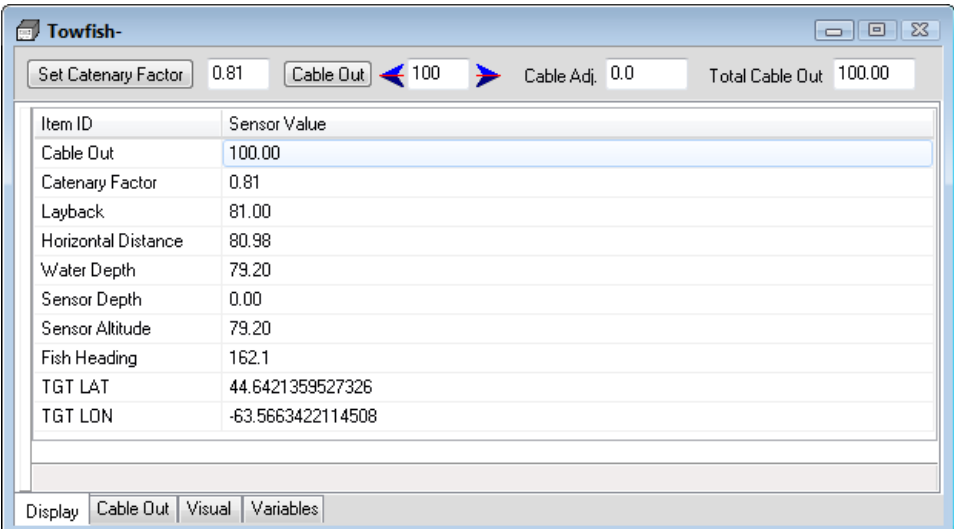 Towfish-
Set Catenary Factor 0.81 Cable Out 100 Cable Adj. 0.0 Total Cable Out 100.00
Item ID Sensor Value
Cable Out 100.00
Catenary Factor 0.81
Layback 81.00
Horizontal Distance 80.98
Water Depth 79.20
Sensor Depth 0.00
Sensor Altitude 79.20
Fish Heading 162.1
TGT LAT 44.6421359527326
TGT LON -63.5663422114508
Display Cable Out Visual Variables